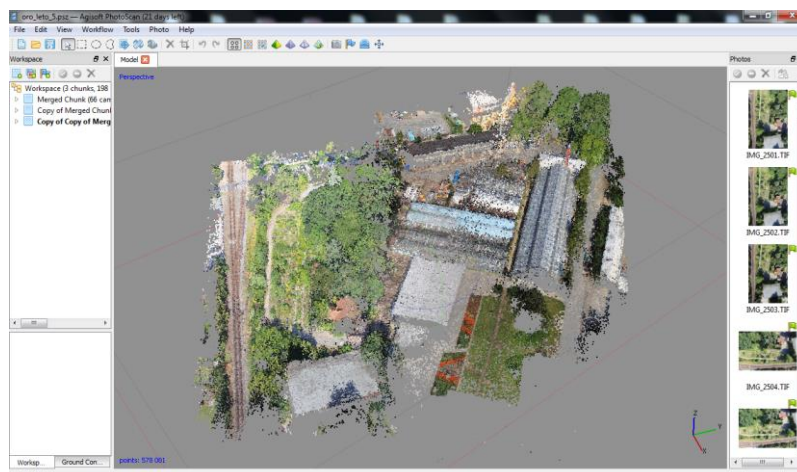 oro_leto_5.psz — Agisoft PhotoScan (21 days left)
File Edit View Workflow Tools Photo Help
Workspace
Workspace (3 chunks, 198
Merged Chunk (66 cam
Copy of Merged Chunk
Copy of Copy of Merg
Worksp...
Ground Con...
Model
Perspective
points: 578 081
Z
Y
X
Photos
IMG_2501.TIF
IMG_2502.TIF
IMG_2503.TIF
IMG_2504.TIF